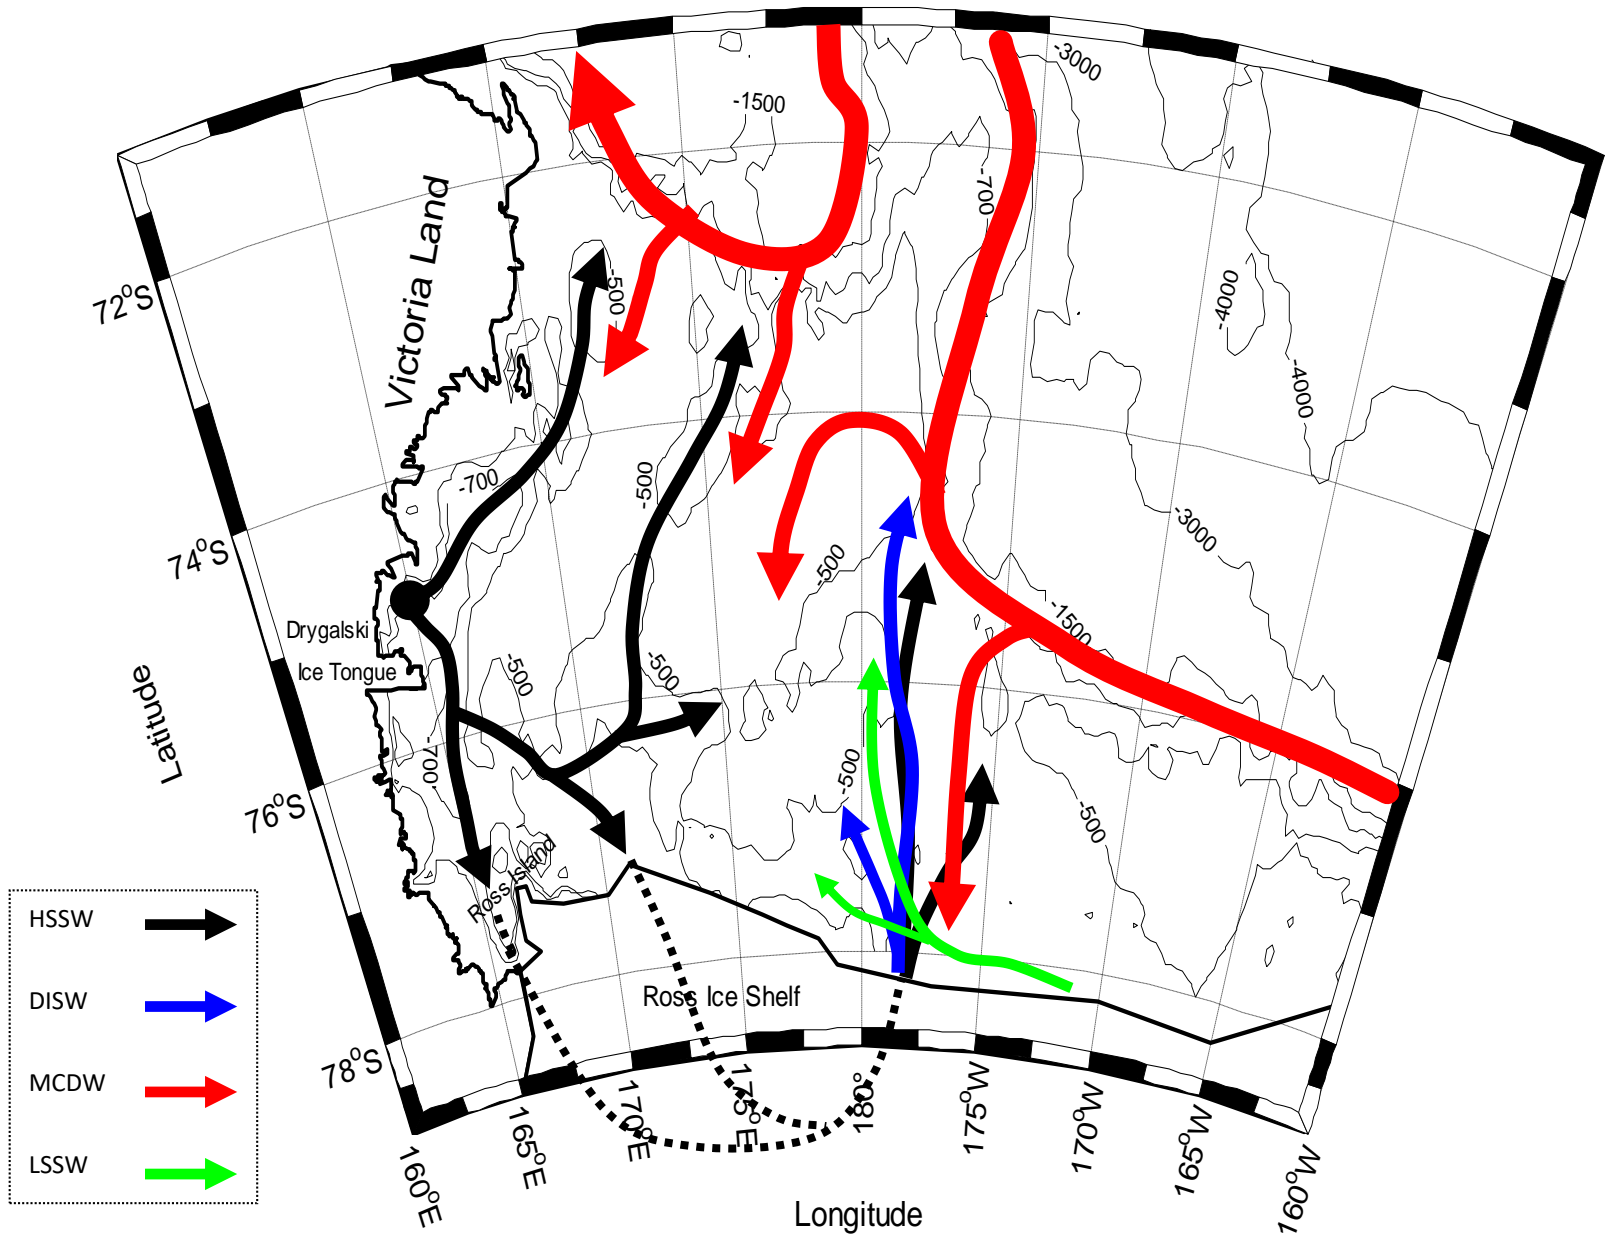 -3000
-1500
-700
Victoria Land
-500
-4000
72°S
-4000
-700
-500
-3000
74°S
-500
-1500
Drygalski
Ice Tongue
-500
-500
Latitude
-700
-500
-500
76°S
Ross Island
HSSW
DISW
MCDW
LSSW
Ross Ice Shelf
78°S
160°E
165°E
170°E
175°E
180°
175°W
170°W
165°W
160°W
Longitude